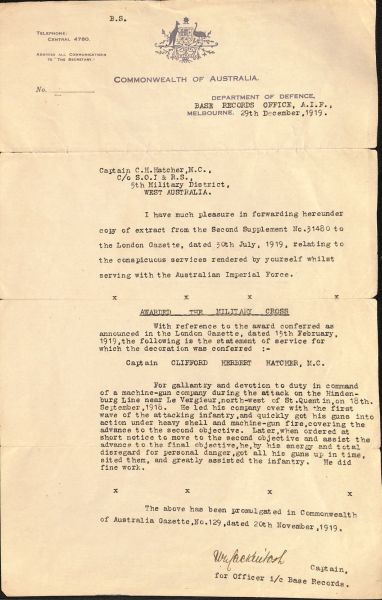 B.S.
TELEPHONE:
CENTRAL 4780.
ADDRESS ALL COMMUNICATIONS
TO "THE SECRETARY."
No.
COMMONWEALTH OF AUSTRALIA.
DEPARTMENT OF DEFENCE,
BASE RECORDS OFFICE, A.I.F.,
MELBOURNE, 29th December, 1919.
Captain C.H.Hatcher, M.C.,
C/o S.O.I & R.S.,
5th Military District,
WEST AUSTRALIA.
I have much pleasure in forwarding hereunder
copy of extract from the Second Supplement No.31480 to
the London Gazette, dated 30th July, 1919, relating to
the conspicuous services rendered by yourself whilst
serving with the Australian Imperial Force.
x x x x
AWARDED THE MILITARY CROSS
With reference to the award conferred as
announced in the London Gazette, dated 15th February,
1919, the following is the statement of service for
which the decoration was conferred :-
Captain CLIFFORD HERBERT HATCHER, M.C.
For gallantry and devotion to duty in command
of a machine-gun company during the attack on the Hinden-
burg Line near Le Vergieur, north-west of St.Quentin, on 18th.
September, 1918. He led his company over with the first
wave of the attacking infantry, and quickly got his guns into
action under heavy shell and machine-gun fire, covering the
advance to the second objective. Later, when ordered at
short notice to move to the second objective and assist the
advance to the final objective, he, by his energy and total
disregard for personal danger, got all his guns up in time,
sited them, and greatly assisted the infantry. He did
fine work.
x x x x
The above has been promulgated in Commonwealth
of Australia Gazette, No.129, dated 20th November, 1919.
Captain,
for Officer i/c Base Records.